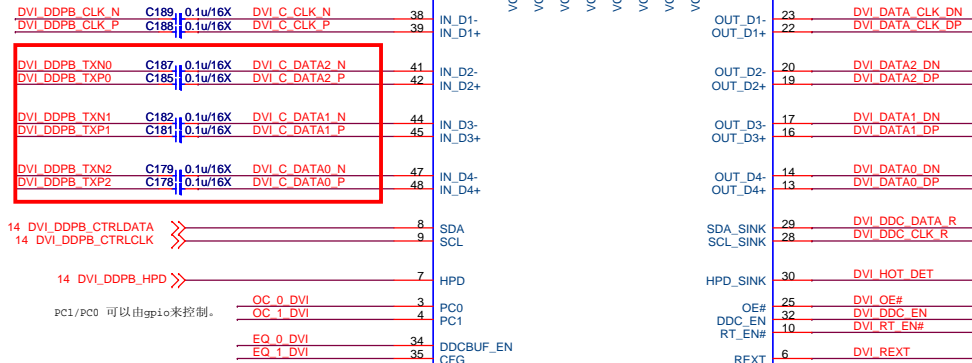 DVI_DDPB_CLK_N C189 0.1u/16X DVI_C_CLK_N 38 IN_D1- OUT_D1- 23 DVI_DATA_CLK_DN
DVI_DDPB_CLK_P C188 0.1u/16X DVI_C_CLK_P 39 IN_D1+ OUT_D1+ 22 DVI_DATA_CLK_DP
DVI_DDPB_TXN0 C187 0.1u/16X DVI_C_DATA2_N 41 IN_D2- OUT_D2- 20 DVI_DATA2_DN
DVI_DDPB_TXP0 C185 0.1u/16X DVI_C_DATA2_P 42 IN_D2+ OUT_D2+ 19 DVI_DATA2_DP
DVI_DDPB_TXN1 C182 0.1u/16X DVI_C_DATA1_N 44 IN_D3- OUT_D3- 17 DVI_DATA1_DN
DVI_DDPB_TXP1 C181 0.1u/16X DVI_C_DATA1_P 45 IN_D3+ OUT_D3+ 16 DVI_DATA1_DP
DVI_DDPB_TXN2 C179 0.1u/16X DVI_C_DATA0_N 47 IN_D4- OUT_D4- 14 DVI_DATA0_DN
DVI_DDPB_TXP2 C178 0.1u/16X DVI_C_DATA0_P 48 IN_D4+ OUT_D4+ 13 DVI_DATA0_DP
14 DVI_DDPB_CTRLDATA 8 SDA SDA_SINK 29 DVI_DDC_DATA_R
14 DVI_DDPB_CTRLCLK 9 SCL SCL_SINK 28 DVI_DDC_CLK_R
14 DVI_DDPB_HPD 7 HPD HPD_SINK 30 DVI_HOT_DET
PC1/PC0 可以由gpio来控制。
OC_0_DVI 3 PC0 OE# 25 DVI_OE#
OC_1_DVI 4 PC1 DDC_EN 32 DVI_DDC_EN
RT_EN# 10 DVI_RT_EN#
EQ_0_DVI 34 DDCBUF_EN
EQ_1_DVI 35 CFG REXT 6 DVI_REXT